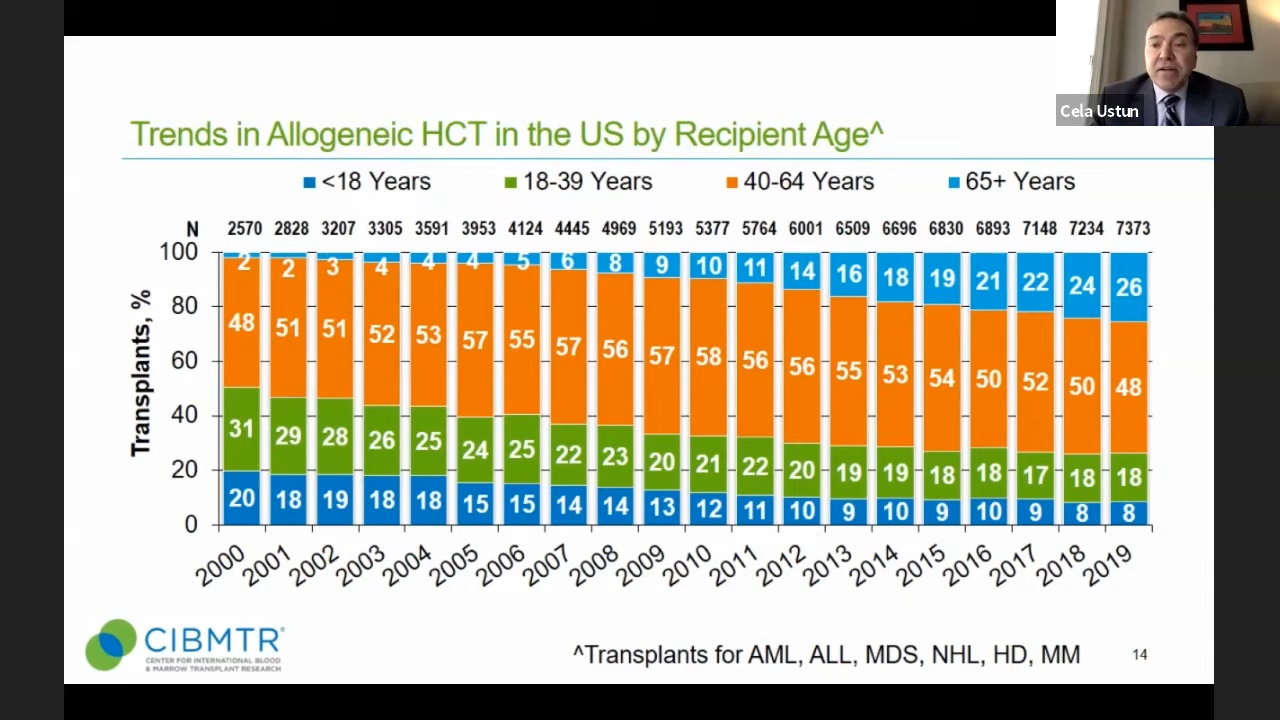 Cela Ustun
Trends in Allogeneic HCT in the US by Recipient Age^
<18 Years 18-39 Years 40-64 Years 65+ Years
N 2570 2828 3207 3305 3591 3953 4124 4445 4969 5193 5377 5764 6001 6509 6696 6830 6893 7148 7234 7373
Transplants, %
100
80
60
40
20
0
2 2 3 4 4 4 5 6 8 9 10 11 14 16 18 19 21 22 24 26
48 51 51 52 53 57 55 57 56 57 58 56 56 55 53 54 50 52 50 48
31 29 28 26 25 24 25 22 23 20 21 22 20 19 19 18 18 17 18 18
20 18 19 18 18 15 15 14 14 13 12 11 10 9 10 9 10 9 8 8
2000 2001 2002 2003 2004 2005 2006 2007 2008 2009 2010 2011 2012 2013 2014 2015 2016 2017 2018 2019
CIBMTR®
CENTER FOR INTERNATIONAL BLOOD
& MARROW TRANSPLANT RESEARCH
^Transplants for AML, ALL, MDS, NHL, HD, MM
14